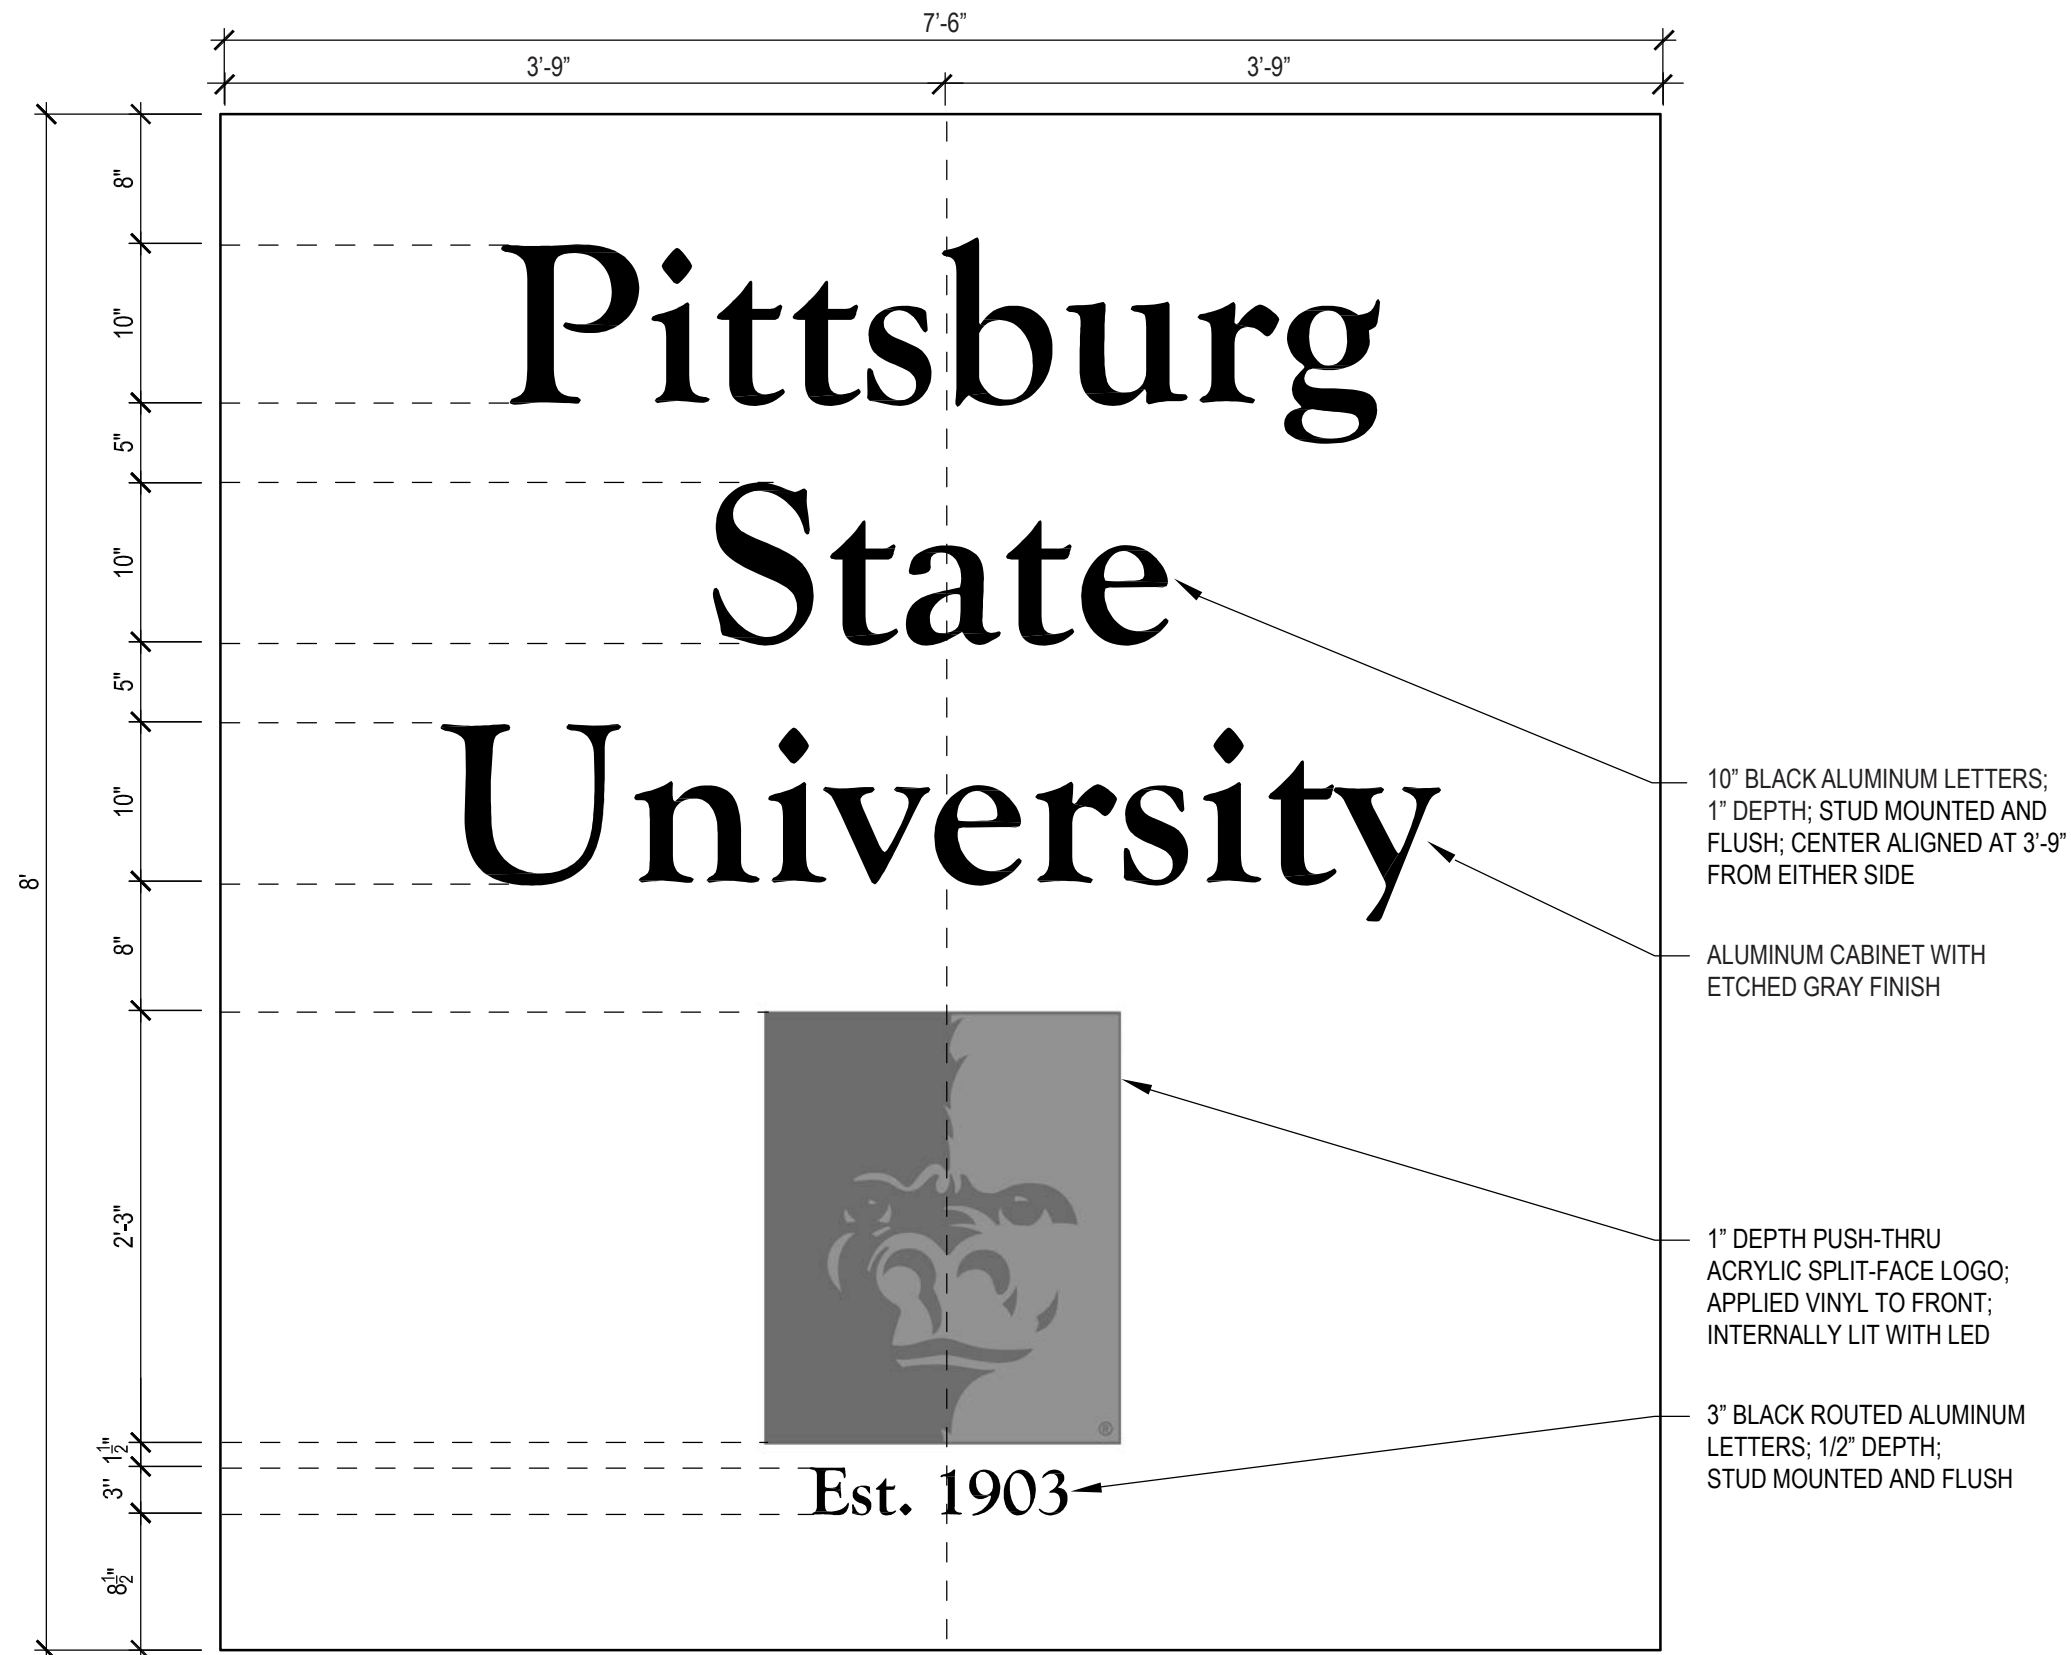 7’-6”
3’-9” 3’-9”
8'
8"
10"
5"
10"
5"
10"
8"
2'-3"
1 1/2"
3"
8 1/2"
Pittsburg
State
University
®
Est. 1903
10” BLACK ALUMINUM LETTERS;
1” DEPTH; STUD MOUNTED AND
FLUSH; CENTER ALIGNED AT 3’-9”
FROM EITHER SIDE
ALUMINUM CABINET WITH
ETCHED GRAY FINISH
1” DEPTH PUSH-THRU
ACRYLIC SPLIT-FACE LOGO;
APPLIED VINYL TO FRONT;
INTERNALLY LIT WITH LED
3” BLACK ROUTED ALUMINUM
LETTERS; 1/2” DEPTH;
STUD MOUNTED AND FLUSH